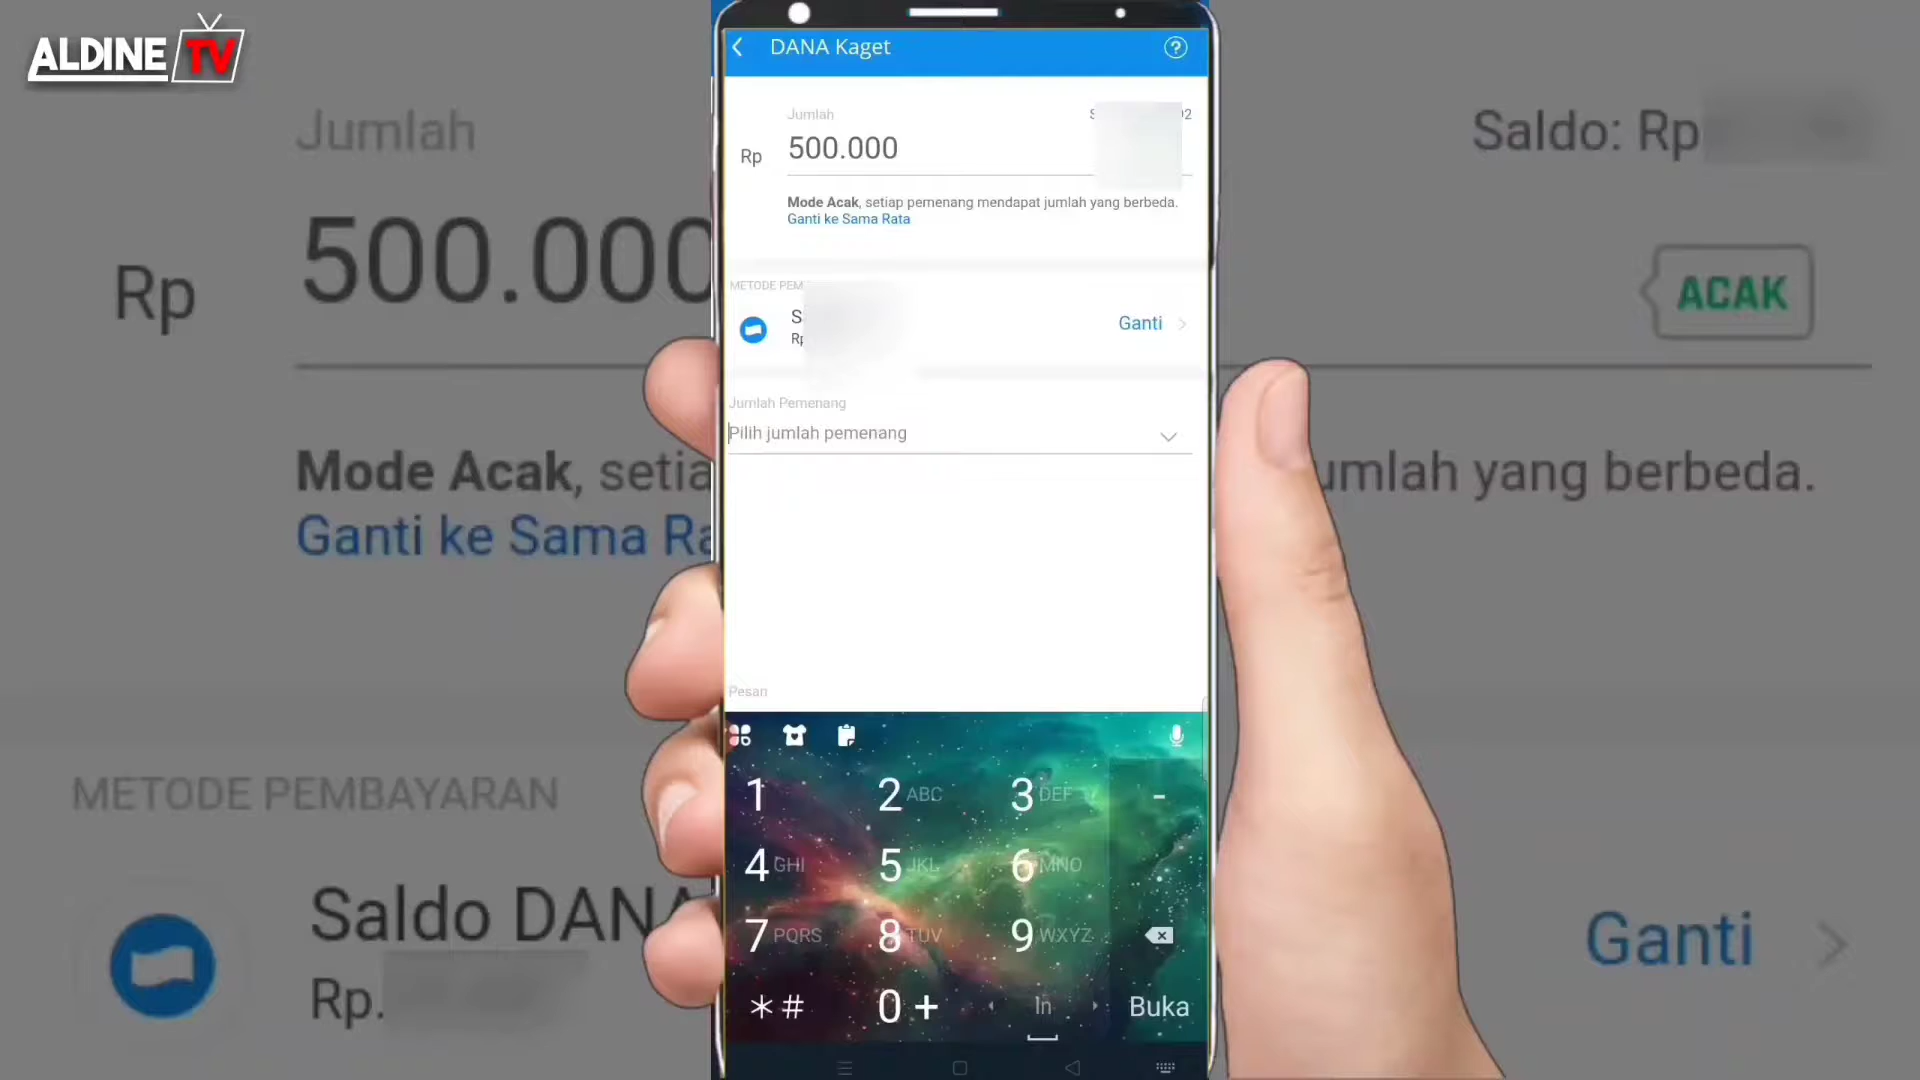 ALDINE TV
DANA Kaget
Jumlah
Rp
500.000
Mode Acak, setiap pemenang mendapat jumlah yang berbeda.
Ganti ke Sama Rata
METODE PEM
S
Rp
Ganti
Jumlah Pemenang
Pilih jumlah pemenang
Pesan
1
2 ABC
3 DEF
-
4 GHI
5 JKL
6 MNO
.
7 PQRS
8 TUV
9 WXYZ
*#
0 +
In
Buka
Jumlah
Saldo: Rp
Rp
500.000
ACAK
Mode Acak, setia
umlah yang berbeda.
Ganti ke Sama Ra
METODE PEMBAYARAN
Saldo DANA
Rp.
Ganti